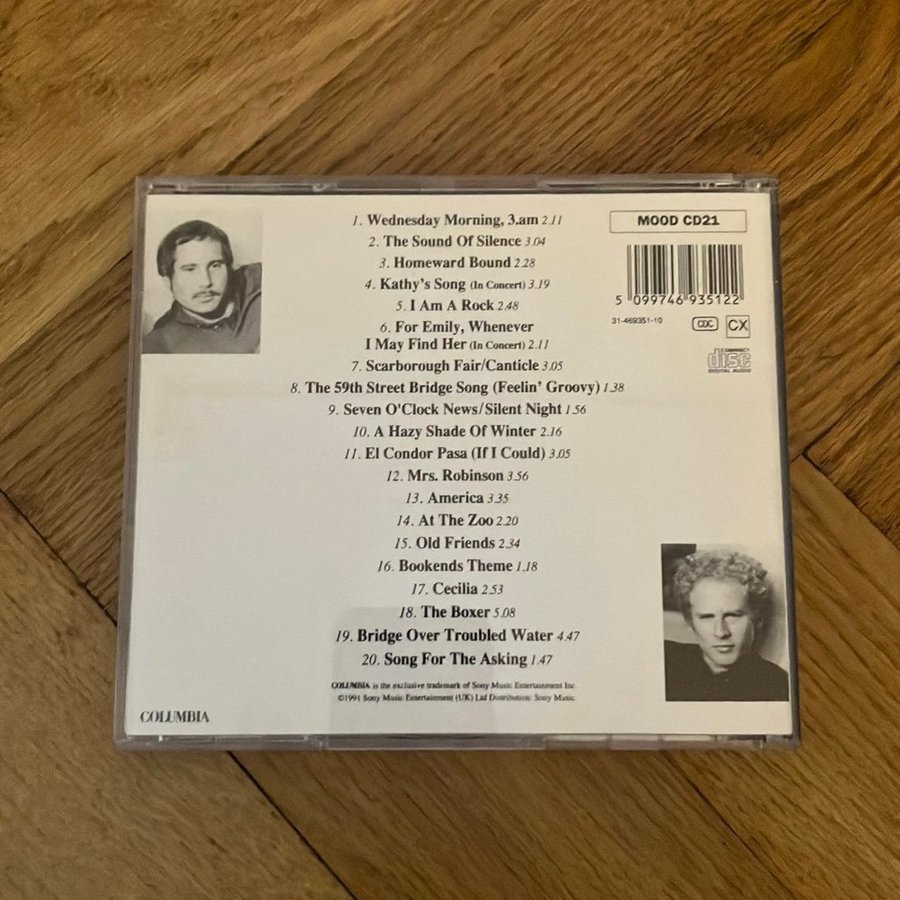 1. Wednesday Morning, 3.am 2.11
2. The Sound Of Silence 3.04
3. Homeward Bound 2.28
4. Kathy's Song (In Concert) 3.19
5. I Am A Rock 2.48
6. For Emily, Whenever
I May Find Her (In Concert) 2.11
7. Scarborough Fair/Canticle 3.05
8. The 59th Street Bridge Song (Feelin' Groovy) 1.38
9. Seven O'Clock News/Silent Night 1.56
10. A Hazy Shade Of Winter 2.16
11. El Condor Pasa (If I Could) 3.05
12. Mrs. Robinson 3.56
13. America 3.35
14. At The Zoo 2.20
15. Old Friends 2.34
16. Bookends Theme 1.18
17. Cecilia 2.53
18. The Boxer 5.08
19. Bridge Over Troubled Water 4.47
20. Song For The Asking 1.47
COLUMBIA is the exclusive trademark of Sony Music Entertainment Inc.
©1991 Sony Music Entertainment (UK) Ltd Distribution: Sony Music.
COLUMBIA
MOOD CD21
5 099746 935122
31-469351-10
CDC CX
COMPACT
disc
DIGITAL AUDIO